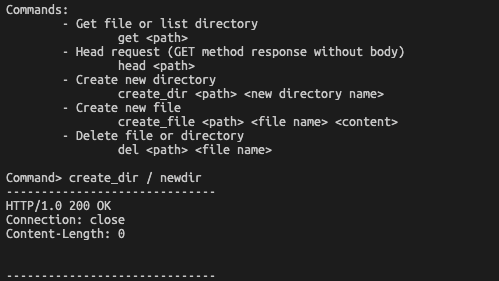 Commands:
- Get file or list directory
get <path>
- Head request (GET method response without body)
head <path>
- Create new directory
create_dir <path> <new directory name>
- Create new file
create_file <path> <file name> <content>
- Delete file or directory
del <path> <file name>
Command> create_dir / newdir
------------------------------
HTTP/1.0 200 OK
Connection: close
Content-Length: 0
------------------------------